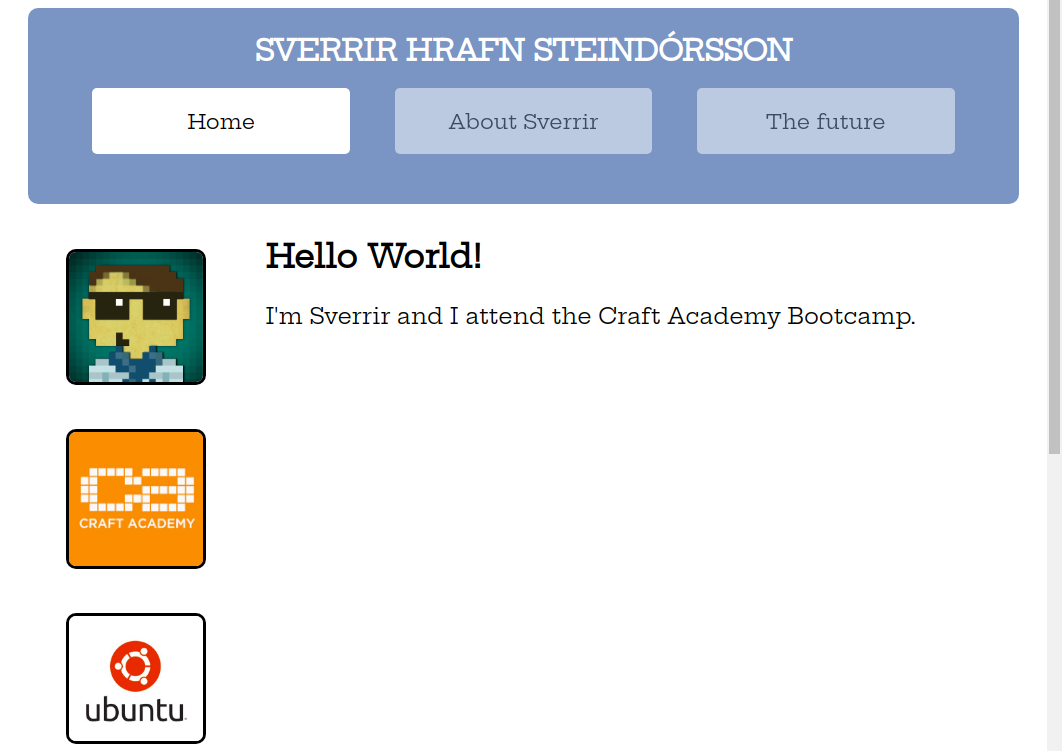 SVERRIR HRAFN STEINDÓRSSON
Home
About Sverrir
The future
Hello World!
I'm Sverrir and I attend the Craft Academy Bootcamp.
ca
CRAFT ACADEMY
ubuntu